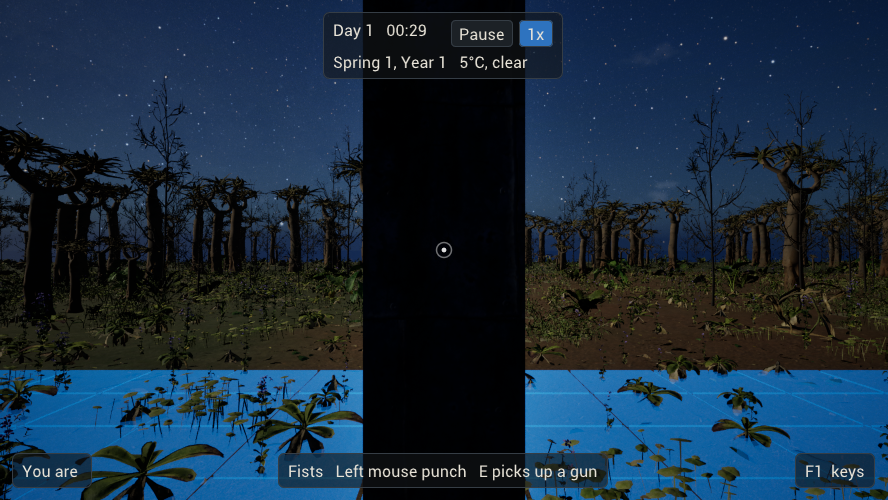 Day 1 00:29 Pause 1x
Spring 1, Year 1 5°C, clear
You are
Fists Left mouse punch E picks up a gun
F1 keys